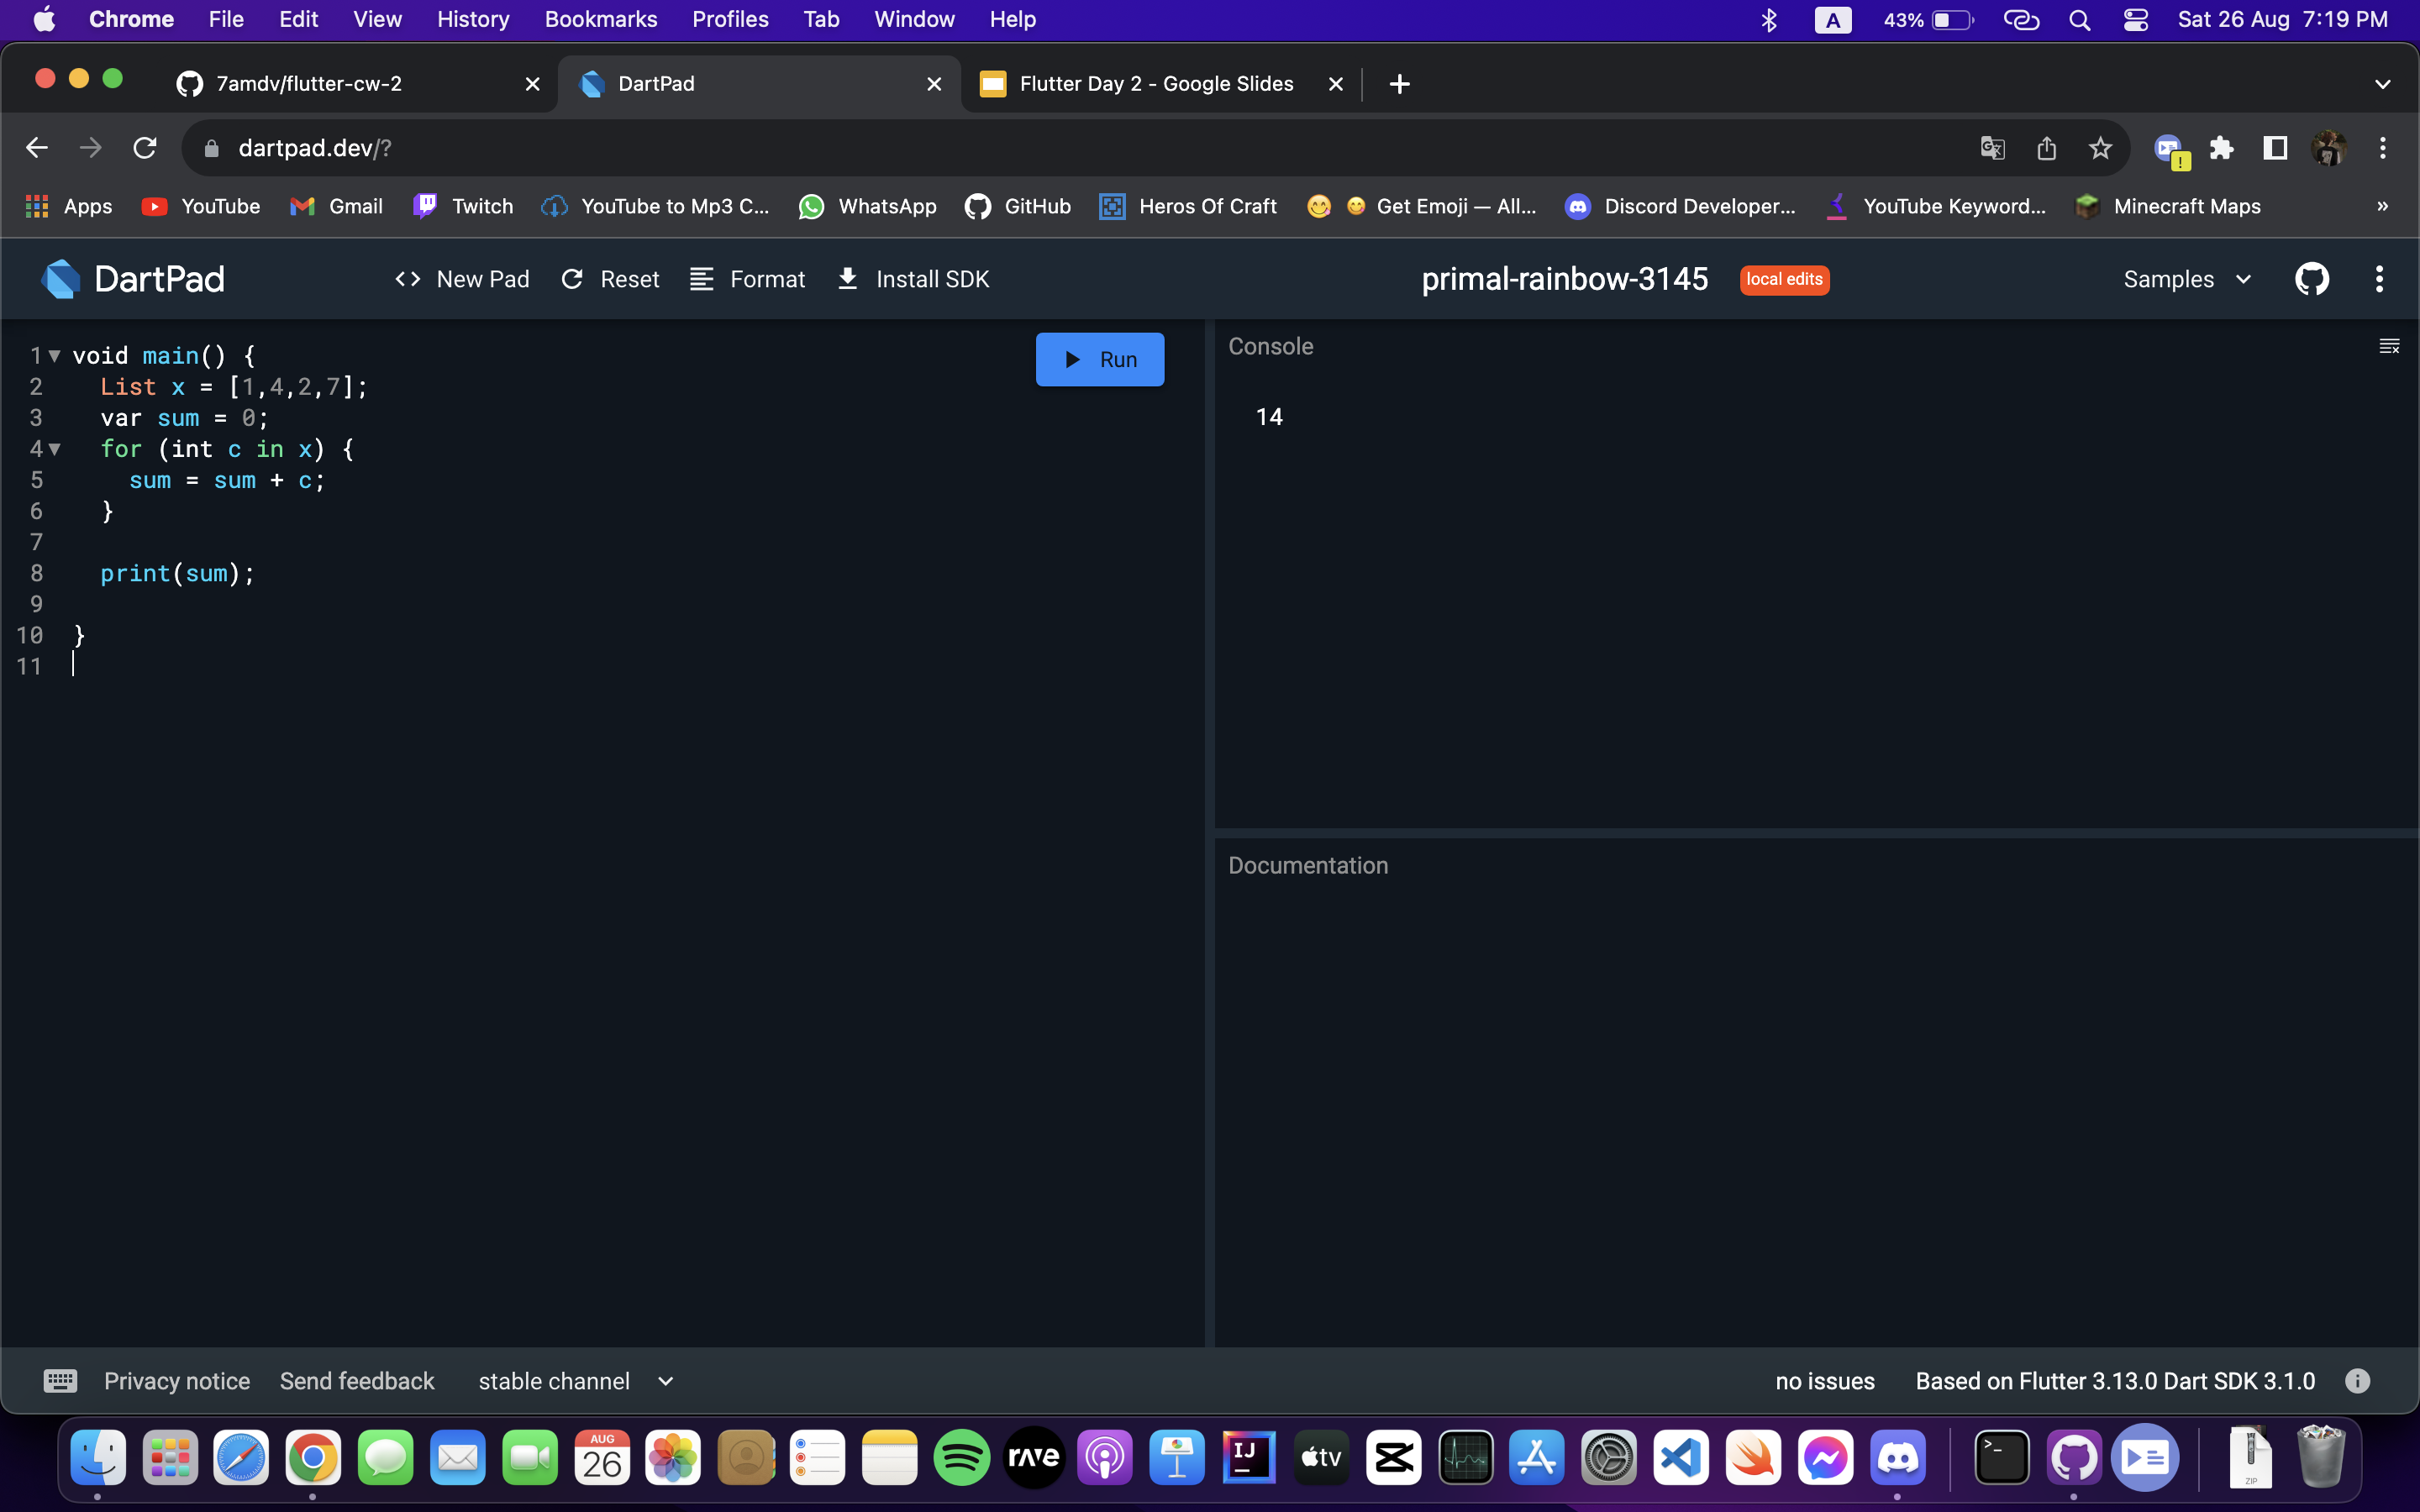 Chrome File Edit View History Bookmarks Profiles Tab Window Help A 43% Sat 26 Aug 7:19 PM
7amdv/flutter-cw-2 DartPad Flutter Day 2 - Google Slides
dartpad.dev/?
Apps YouTube Gmail Twitch YouTube to Mp3 C... WhatsApp GitHub Heros Of Craft Get Emoji — All... Discord Developer... YouTube Keyword... Minecraft Maps »
DartPad <> New Pad Reset Format Install SDK primal-rainbow-3145 local edits Samples
Run
Console
1 void main() {
2 List x = [1,4,2,7];
3 var sum = 0;
4 for (int c in x) {
5 sum = sum + c;
6 }
7
8 print(sum);
9
10 }
11
14
Documentation
Privacy notice Send feedback stable channel no issues Based on Flutter 3.13.0 Dart SDK 3.1.0
AUG
26
rave
IJ
tv
>_
ZIP